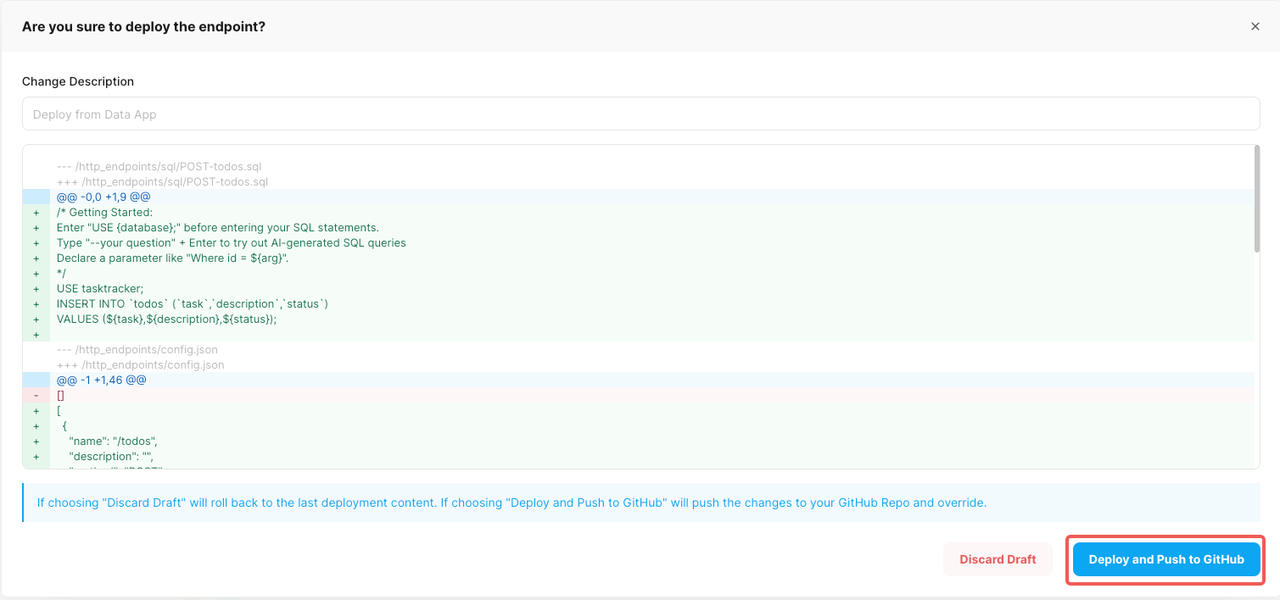 Are you sure to deploy the endpoint?
Change Description
Deploy from Data App
--- /http_endpoints/sql/POST-todos.sql
+++ /http_endpoints/sql/POST-todos.sql
@@ -0,0 +1,9 @@
+ /* Getting Started:
+ Enter "USE {database};" before entering your SQL statements.
+ Type "--your question" + Enter to try out AI-generated SQL queries
+ Declare a parameter like "Where id = ${arg}".
+ */
+ USE tasktracker;
+ INSERT INTO `todos` (`task`,`description`,`status`)
+ VALUES (${task},${description},${status});
+
--- /http_endpoints/config.json
+++ /http_endpoints/config.json
@@ -1 +1,46 @@
- []
+ [
+ {
+ "name": "/todos",
+ "description": "",
If choosing "Discard Draft" will roll back to the last deployment content. If choosing "Deploy and Push to GitHub" will push the changes to your GitHub Repo and override.
Discard Draft
Deploy and Push to GitHub